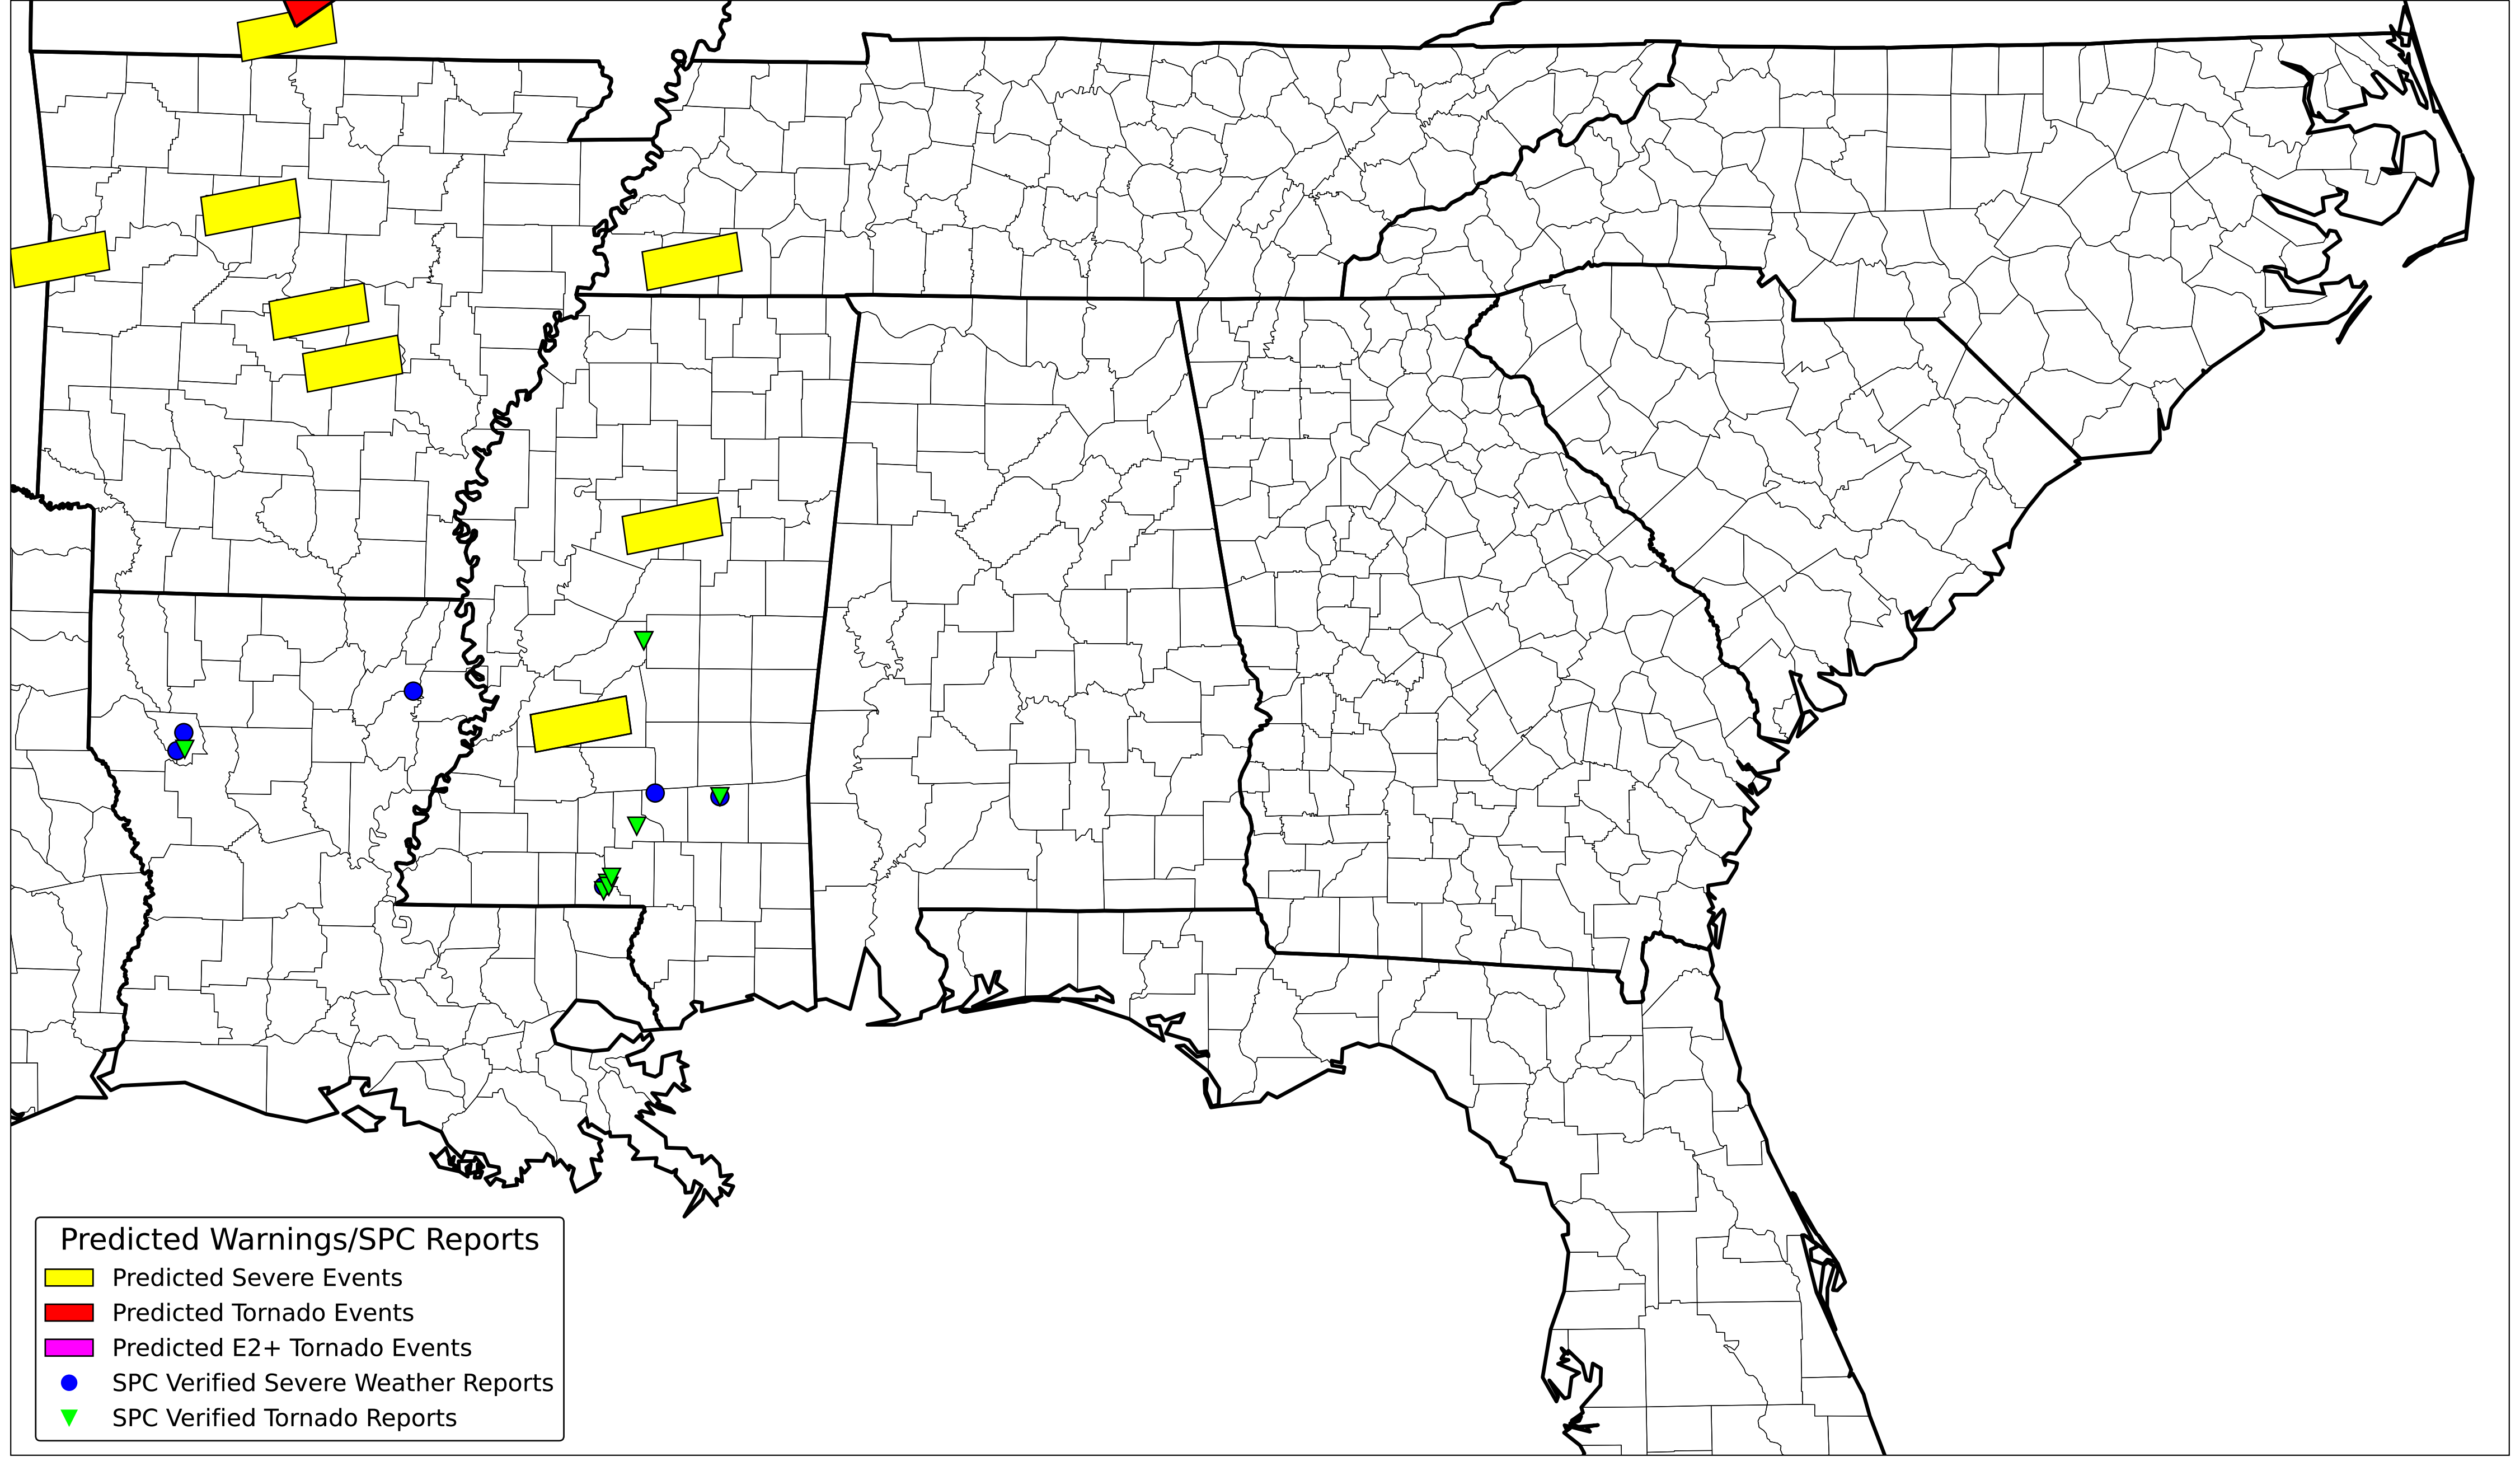 Predicted Warnings/SPC Reports
Predicted Severe Events
Predicted Tornado Events
Predicted E2+ Tornado Events
SPC Verified Severe Weather Reports
SPC Verified Tornado Reports